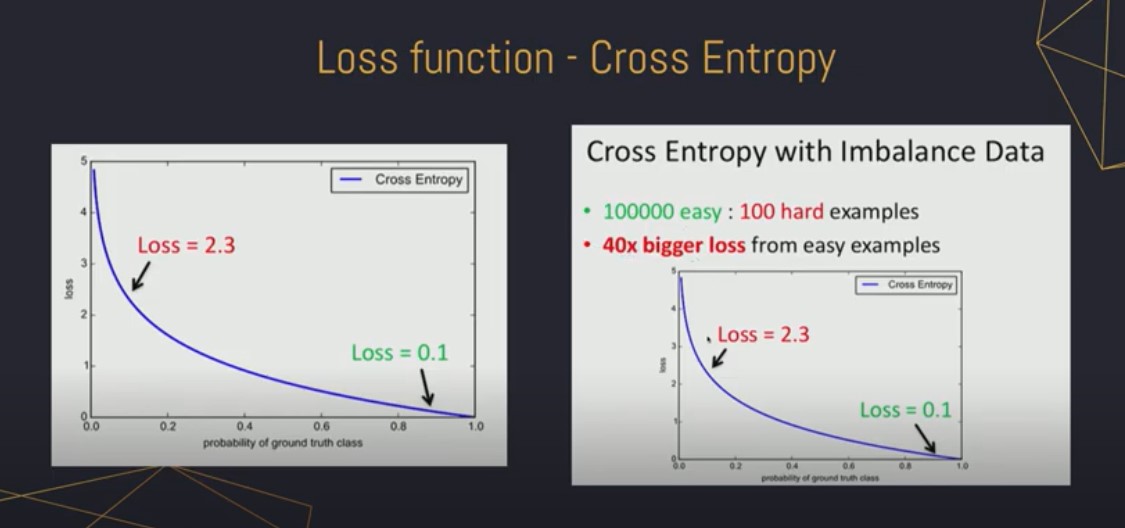 Loss function - Cross Entropy
5
Cross Entropy
4
Loss = 2.3
3
loss
2
Loss = 0.1
1
0
0.0 0.2 0.4 0.6 0.8 1.0
probability of ground truth class
Cross Entropy with Imbalance Data
• 100000 easy : 100 hard examples
• 40x bigger loss from easy examples
5
Cross Entropy
4
Loss = 2.3
3
loss
2
Loss = 0.1
1
0
0.0 0.2 0.4 0.6 0.8 1.0
probability of ground truth class